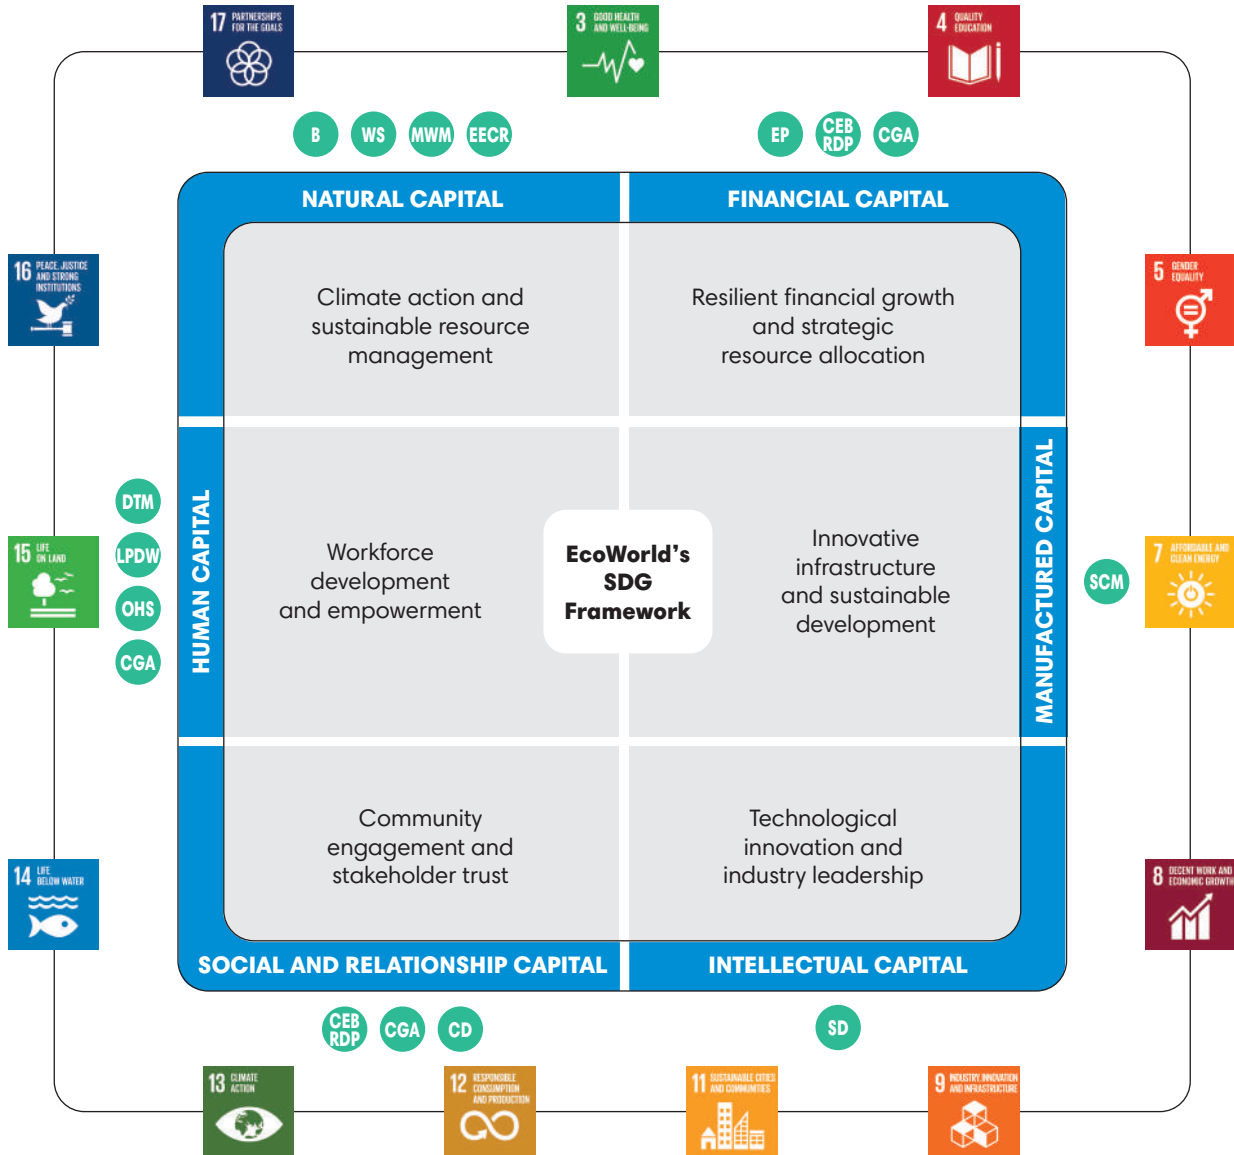 17 PARTNERSHIPS
FOR THE GOALS
3 GOOD HEALTH
AND WELL-BEING
4 QUALITY
EDUCATION
B
WS
MWM
EECR
EP
CEB
RDP
CGA
NATURAL CAPITAL
FINANCIAL CAPITAL
16 PEACE, JUSTICE
AND STRONG
INSTITUTIONS
Climate action and
sustainable resource
management
Resilient financial growth
and strategic
resource allocation
5 GENDER
EQUALITY
DTM
LPDW
OHS
CGA
15 LIFE
ON LAND
HUMAN CAPITAL
Workforce
development
and empowerment
EcoWorld's
SDG
Framework
Innovative
infrastructure
and sustainable
development
MANUFACTURED CAPITAL
SCM
7 AFFORDABLE AND
CLEAN ENERGY
14 LIFE
BELOW WATER
Community
engagement and
stakeholder trust
Technological
innovation and
industry leadership
8 DECENT WORK AND
ECONOMIC GROWTH
SOCIAL AND RELATIONSHIP CAPITAL
INTELLECTUAL CAPITAL
CEB
RDP
CGA
CD
SD
13 CLIMATE
ACTION
12 RESPONSIBLE
CONSUMPTION
AND PRODUCTION
11 SUSTAINABLE CITIES
AND COMMUNITIES
9 INDUSTRY, INNOVATION
AND INFRASTRUCTURE